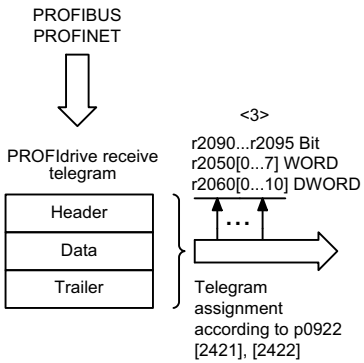 PROFIBUS
PROFINET
<3>
r2090...r2095 Bit
r2050[0...7] WORD
r2060[0...10] DWORD
PROFIdrive receive
telegram
Header
Data
Trailer
...
Telegram
assignment
according to p0922
[2421], [2422]